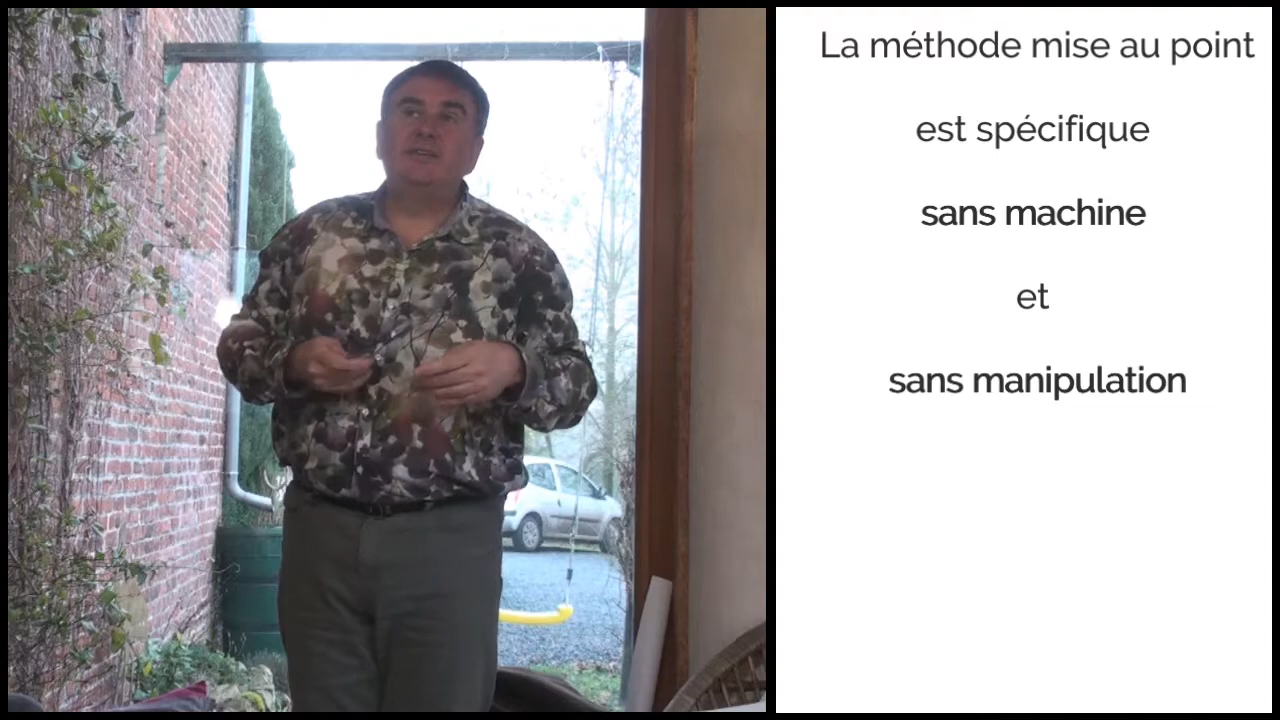 La méthode mise au point
est spécifique
sans machine
et
sans manipulation